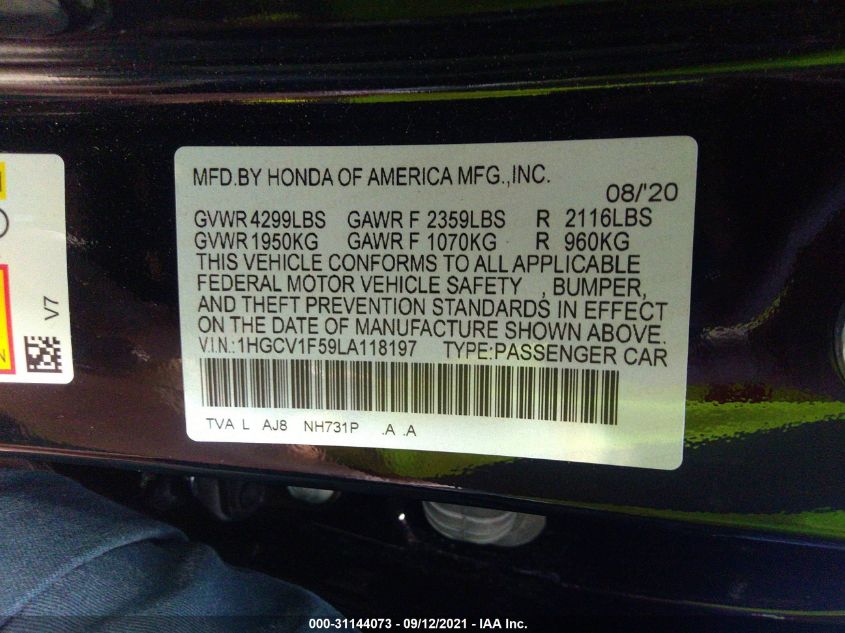 MFD.BY HONDA OF AMERICA MFG.,INC.
08/'20
GVWR 4299LBS GAWR F 2359LBS R 2116LBS
GVWR 1950KG GAWR F 1070KG R 960KG
THIS VEHICLE CONFORMS TO ALL APPLICABLE
FEDERAL MOTOR VEHICLE SAFETY , BUMPER,
AND THEFT PREVENTION STANDARDS IN EFFECT
ON THE DATE OF MANUFACTURE SHOWN ABOVE.
V.I.N.:1HGCV1F59LA118197 TYPE:PASSENGER CAR
TVA L AJ8 NH731P .A .A
V7
000-31144073 - 09/12/2021 - IAA Inc.